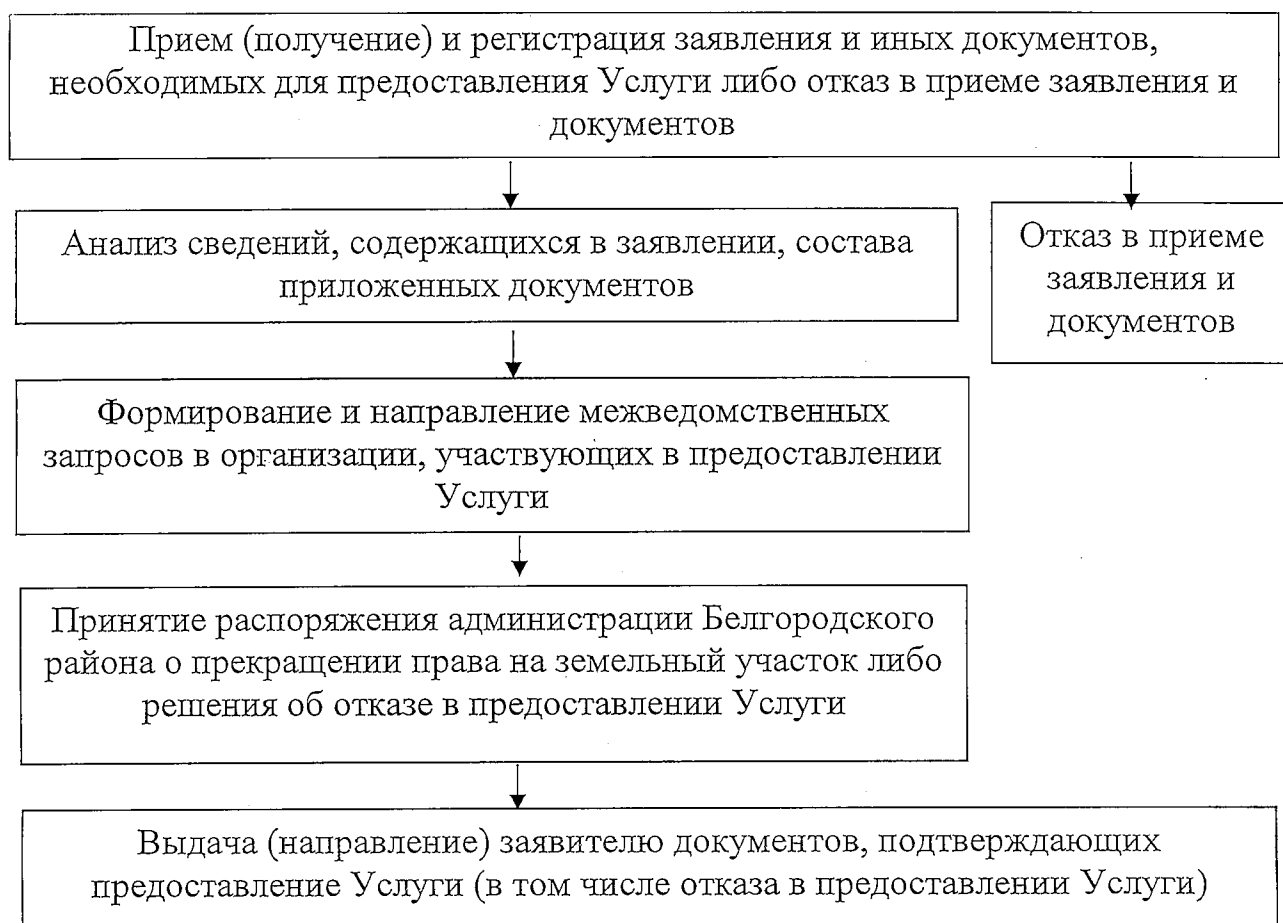 Прием (получение) и регистрация заявления и иных документов,
необходимых для предоставления Услуги либо отказ в приеме заявления и
документов
Анализ сведений, содержащихся в заявлении, состава
приложенных документов
Отказ в приеме
заявления и
документов
Формирование и направление межведомственных
запросов в организации, участвующих в предоставлении
Услуги
Принятие распоряжения администрации Белгородского
района о прекращении права на земельный участок либо
решения об отказе в предоставлении Услуги
Выдача (направление) заявителю документов, подтверждающих
предоставление Услуги (в том числе отказа в предоставлении Услуги)